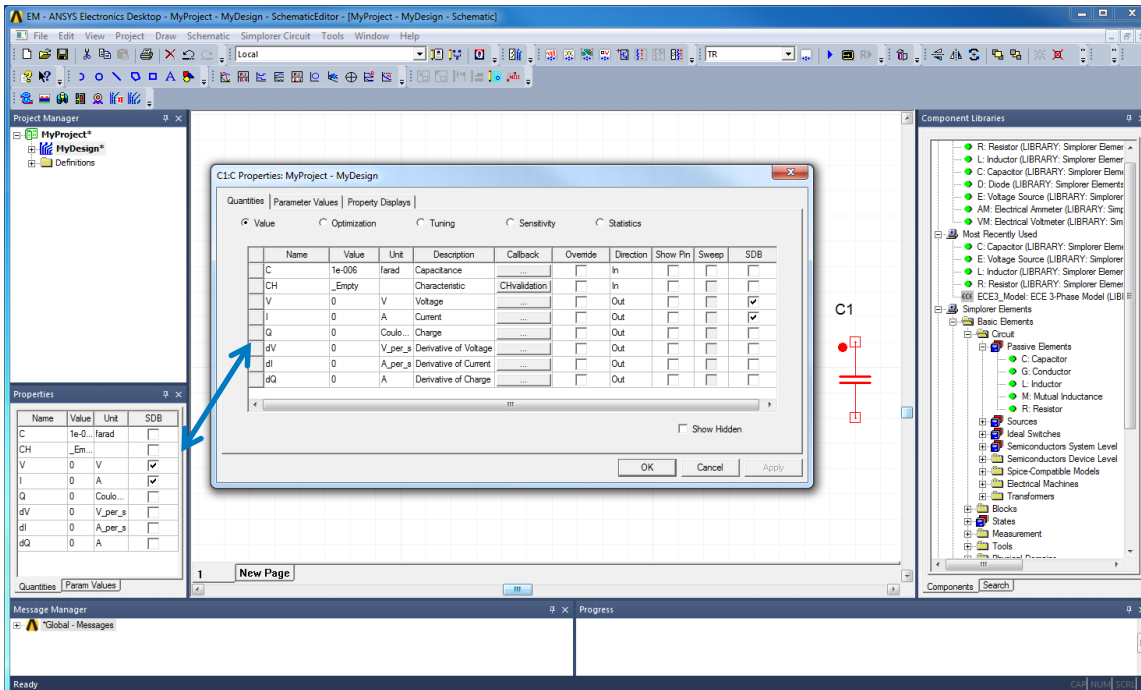 EM - ANSYS Electronics Desktop - MyProject - MyDesign - SchematicEditor - [MyProject - MyDesign - Schematic]
File Edit View Project Draw Schematic Simplorer Circuit Tools Window Help
Local TR
Project Manager
MyProject*
MyDesign*
Definitions
C1:C Properties: MyProject - MyDesign
Quantities Parameter Values Property Displays
Value Optimization Tuning Sensitivity Statistics
Name Value Unit Description Callback Override Direction Show Pin Sweep SDB
C 1e-006 farad Capacitance ... In
CH _Empty Characteristic CHvalidation In
V 0 V Voltage ... Out
I 0 A Current ... Out
Q 0 Coulo... Charge ... Out
dV 0 V_per_s Derivative of Voltage ... Out
dI 0 A_per_s Derivative of Current ... Out
dQ 0 A Derivative of Charge ... Out
Show Hidden
OK Cancel Apply
C1
Properties
Name Value Unit SDB
C 1e-0... farad
CH _Em...
V 0 V
I 0 A
Q 0 Coulo...
dV 0 V_per_s
dI 0 A_per_s
dQ 0 A
Quantities Param Values
1 New Page
Component Libraries
R: Resistor (LIBRARY: Simplorer Elemer
L: Inductor (LIBRARY: Simplorer Elemer
C: Capacitor (LIBRARY: Simplorer Eleme
D: Diode (LIBRARY: Simplorer Elements
E: Voltage Source (LIBRARY: Simplorer
AM: Electrical Ammeter (LIBRARY: Simp
VM: Electrical Voltmeter (LIBRARY: Sim
Most Recently Used
C: Capacitor (LIBRARY: Simplorer Eleme
E: Voltage Source (LIBRARY: Simplorer
L: Inductor (LIBRARY: Simplorer Elemer
R: Resistor (LIBRARY: Simplorer Elemer
ECE ECE3_Model: ECE 3-Phase Model (LIBI
Simplorer Elements
Basic Elements
Circuit
Passive Elements
C: Capacitor
G: Conductor
L: Inductor
M: Mutual Inductance
R: Resistor
Sources
Ideal Switches
Semiconductors System Level
Semiconductors Device Level
Spice-Compatible Models
Electrical Machines
Transformers
Blocks
States
Measurement
Tools
Components Search
Message Manager
*Global - Messages
Progress
Ready
CAP NUM SCRL